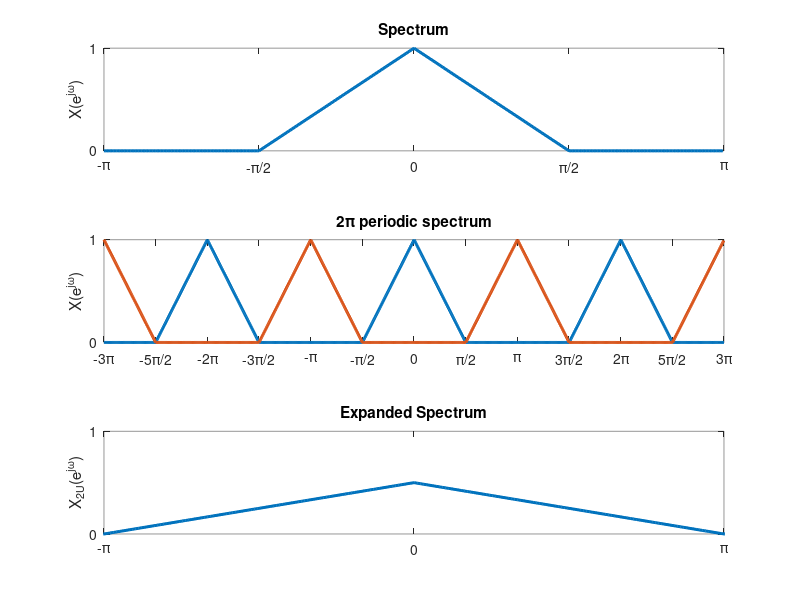 Spectrum
X(e^jω)
1
0
-π -π/2 0 π/2 π
2π periodic spectrum
X(e^jω)
1
0
-3π -5π/2 -2π -3π/2 -π -π/2 0 π/2 π 3π/2 2π 5π/2 3π
Expanded Spectrum
X_2U(e^jω)
1
0
-π 0 π